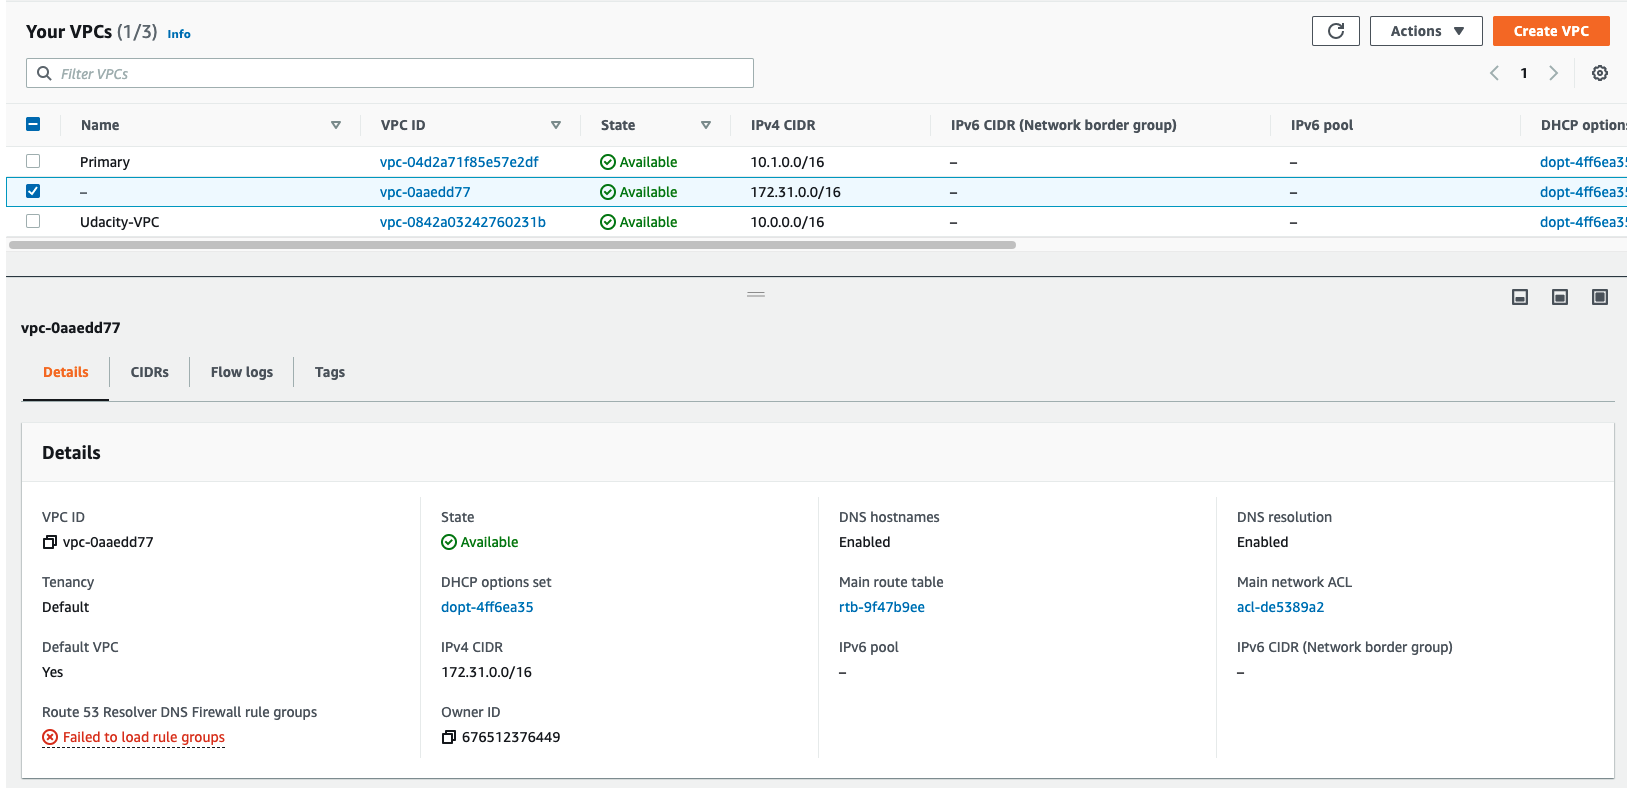 Your VPCs (1/3) Info
Actions Create VPC
Filter VPCs
1
Name VPC ID State IPv4 CIDR IPv6 CIDR (Network border group) IPv6 pool DHCP option
Primary vpc-04d2a71f85e57e2df Available 10.1.0.0/16 – – dopt-4ff6ea35
– vpc-0aaedd77 Available 172.31.0.0/16 – – dopt-4ff6ea35
Udacity-VPC vpc-0842a03242760231b Available 10.0.0.0/16 – – dopt-4ff6ea35
vpc-0aaedd77
Details CIDRs Flow logs Tags
Details
VPC ID State DNS hostnames DNS resolution
vpc-0aaedd77 Available Enabled Enabled
Tenancy DHCP options set Main route table Main network ACL
Default dopt-4ff6ea35 rtb-9f47b9ee acl-de5389a2
Default VPC IPv4 CIDR IPv6 pool IPv6 CIDR (Network border group)
Yes 172.31.0.0/16 – –
Route 53 Resolver DNS Firewall rule groups Owner ID
Failed to load rule groups 676512376449